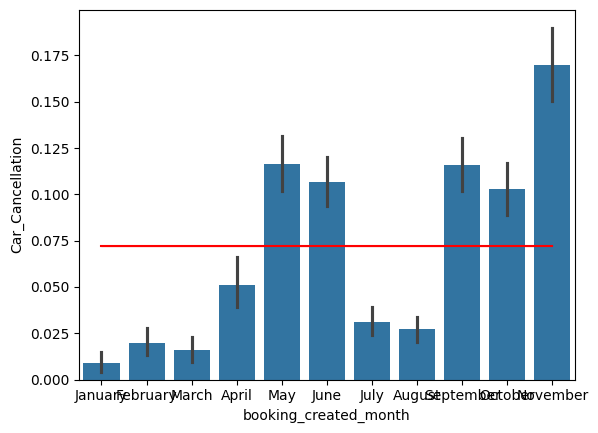 Car_Cancellation
0.175
0.150
0.125
0.100
0.075
0.050
0.025
0.000
January February March April May June July August September October November
booking_created_month